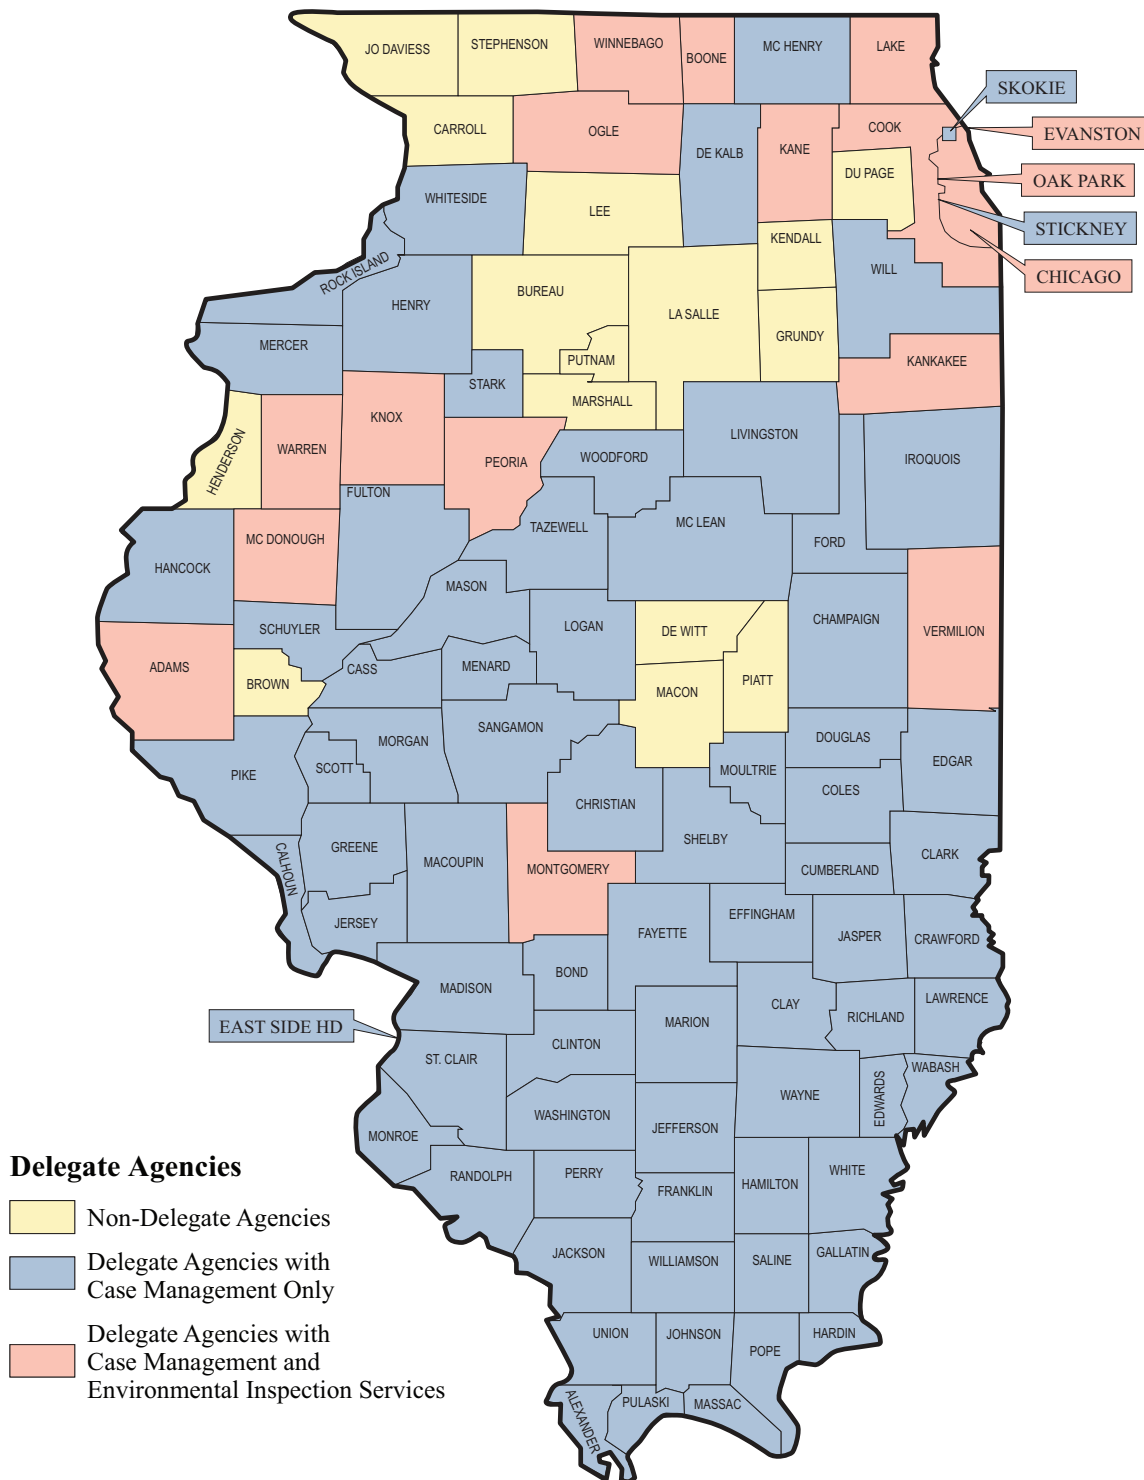 JO DAVIESS
STEPHENSON
WINNEBAGO
BOONE
MC HENRY
LAKE
SKOKIE
EVANSTON
CARROLL
OGLE
DE KALB
KANE
COOK
DU PAGE
OAK PARK
WHITESIDE
LEE
STICKNEY
KENDALL
ROCK ISLAND
WILL
CHICAGO
HENRY
BUREAU
LA SALLE
GRUNDY
MERCER
PUTNAM
KANKAKEE
STARK
MARSHALL
KNOX
HENDERSON
WARREN
PEORIA
WOODFORD
LIVINGSTON
IROQUOIS
FULTON
TAZEWELL
MC LEAN
FORD
MC DONOUGH
HANCOCK
MASON
SCHUYLER
LOGAN
DE WITT
CHAMPAIGN
VERMILION
ADAMS
BROWN
CASS
MENARD
MACON
PIATT
SANGAMON
MORGAN
SCOTT
PIKE
DOUGLAS
MOULTRIE
EDGAR
CHRISTIAN
COLES
SHELBY
CALHOUN
GREENE
MACOUPIN
MONTGOMERY
CUMBERLAND
CLARK
JERSEY
FAYETTE
EFFINGHAM
JASPER
CRAWFORD
MADISON
BOND
CLAY
RICHLAND
LAWRENCE
EAST SIDE HD
MARION
ST. CLAIR
CLINTON
WAYNE
EDWARDS
WABASH
WASHINGTON
JEFFERSON
MONROE
RANDOLPH
PERRY
FRANKLIN
HAMILTON
WHITE
JACKSON
WILLIAMSON
SALINE
GALLATIN
UNION
JOHNSON
POPE
HARDIN
ALEXANDER
PULASKI
MASSAC
Delegate Agencies
Non-Delegate Agencies
Delegate Agencies with
Case Management Only
Delegate Agencies with
Case Management and
Environmental Inspection Services